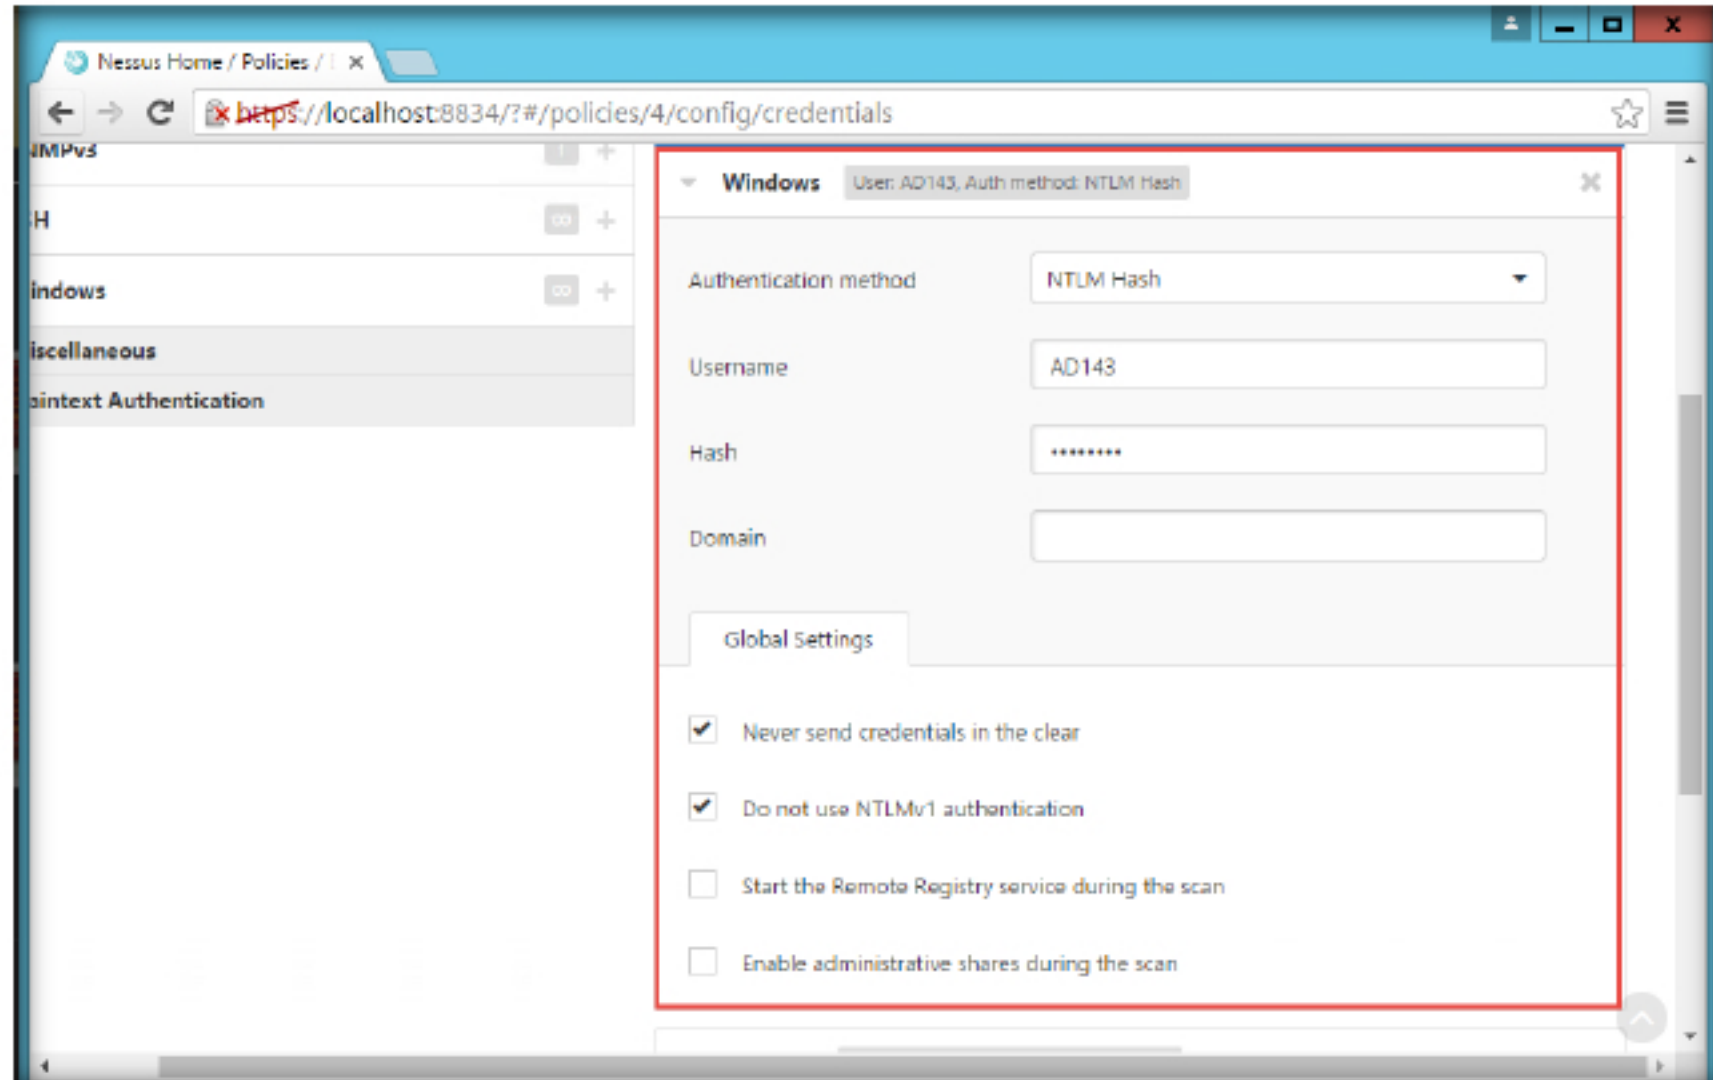 Nessus Home / Policies /
https://localhost:8834/?#/policies/4/config/credentials
NMPv3
Windows User: AD143, Auth method: NTLM Hash
H
Authentication method NTLM Hash
indows
iscellaneous
Username AD143
aintext Authentication
Hash ••••••••
Domain
Global Settings
Never send credentials in the clear
Do not use NTLMv1 authentication
Start the Remote Registry service during the scan
Enable administrative shares during the scan